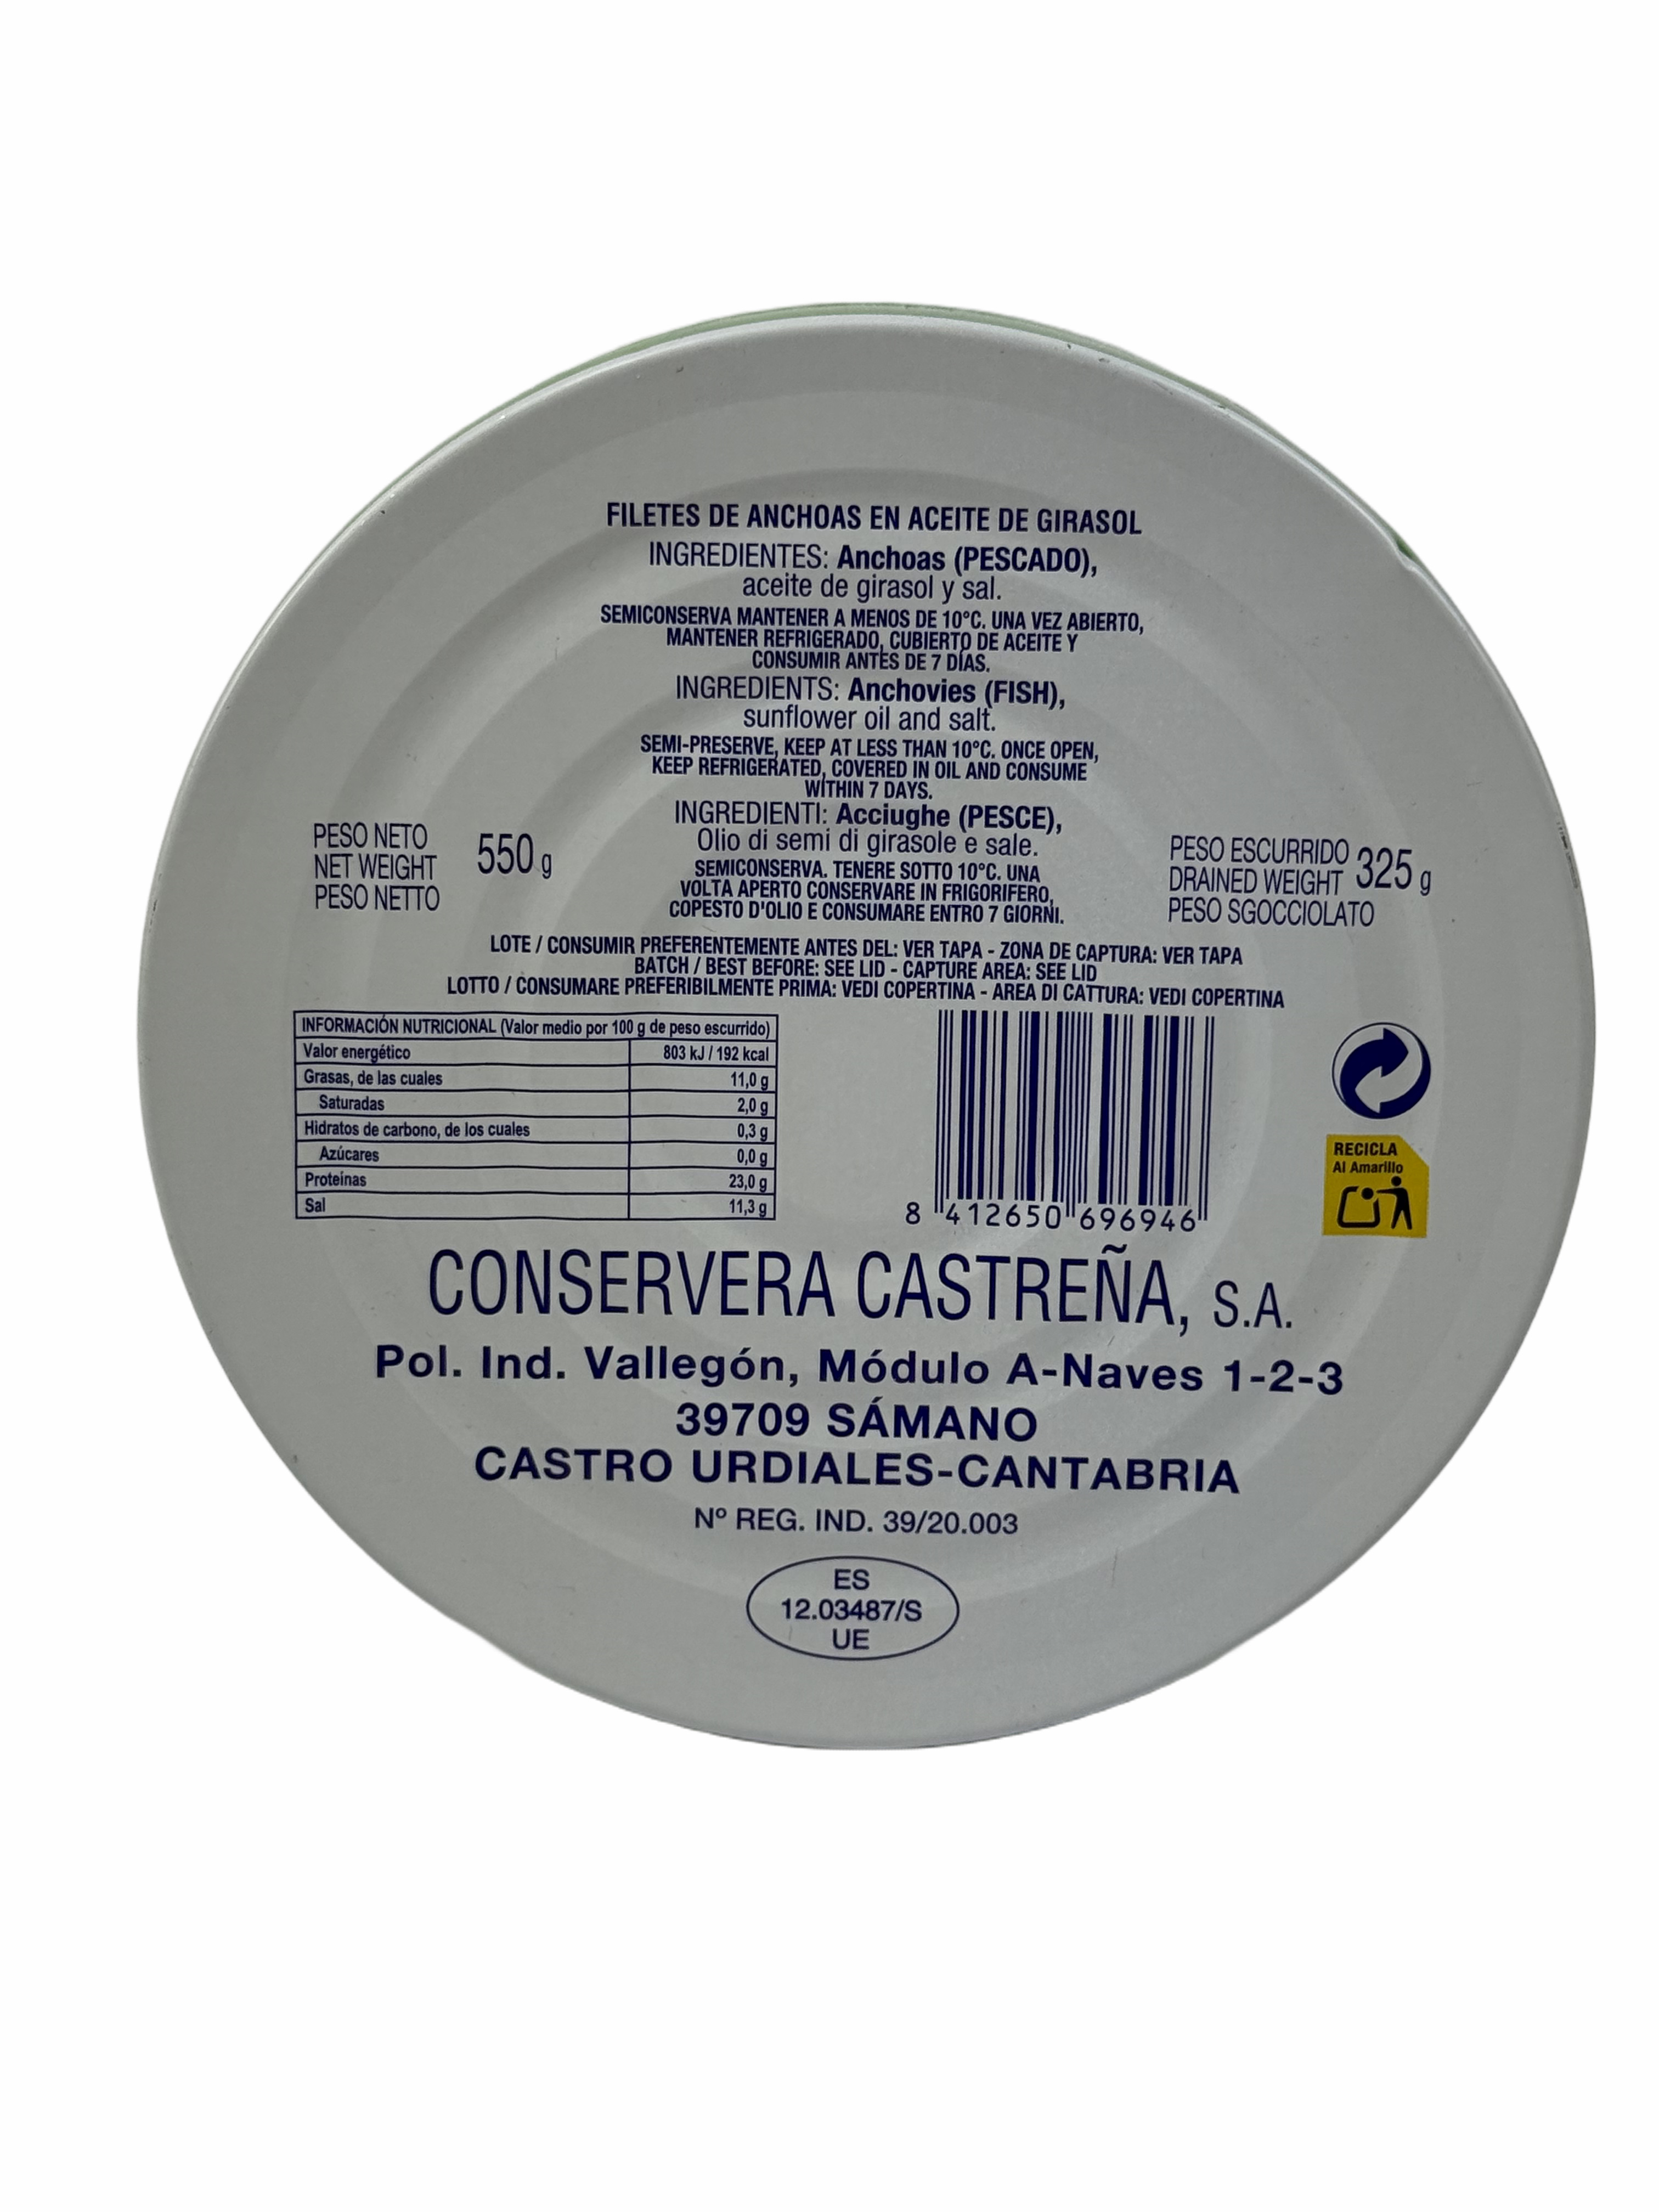 FILETES DE ANCHOAS EN ACEITE DE GIRASOL
INGREDIENTES: Anchoas (PESCADO),
aceite de girasol y sal.
SEMICONSERVA MANTENER A MENOS DE 10°C. UNA VEZ ABIERTO,
MANTENER REFRIGERADO, CUBIERTO DE ACEITE Y
CONSUMIR ANTES DE 7 DÍAS.
INGREDIENTS: Anchovies (FISH),
sunflower oil and salt.
SEMI-PRESERVE, KEEP AT LESS THAN 10°C. ONCE OPEN,
KEEP REFRIGERATED, COVERED IN OIL AND CONSUME
WITHIN 7 DAYS.
INGREDIENTI: Acciughe (PESCE),
Olio di semi di girasole e sale.
SEMICONSERVA. TENERE SOTTO 10°C. UNA
VOLTA APERTO CONSERVARE IN FRIGORIFERO,
COPESTO D'OLIO E CONSUMARE ENTRO 7 GIORNI.
PESO NETO
NET WEIGHT 550 g
PESO NETTO
PESO ESCURRIDO
DRAINED WEIGHT 325 g
PESO SGOCCIOLATO
LOTE / CONSUMIR PREFERENTEMENTE ANTES DEL: VER TAPA - ZONA DE CAPTURA: VER TAPA
BATCH / BEST BEFORE: SEE LID - CAPTURE AREA: SEE LID
LOTTO / CONSUMARE PREFERIBILMENTE PRIMA: VEDI COPERTINA - AREA DI CATTURA: VEDI COPERTINA
INFORMACIÓN NUTRICIONAL (Valor medio por 100 g de peso escurrido)
Valor energético 803 kJ / 192 kcal
Grasas, de las cuales 11,0 g
Saturadas 2,0 g
Hidratos de carbono, de los cuales 0,3 g
Azúcares 0,0 g
Proteínas 23,0 g
Sal 11,3 g
8 412650 696946
RECICLA
Al Amarillo
CONSERVERA CASTREÑA, S.A.
Pol. Ind. Vallegón, Módulo A-Naves 1-2-3
39709 SÁMANO
CASTRO URDIALES-CANTABRIA
Nº REG. IND. 39/20.003
ES
12.03487/S
UE